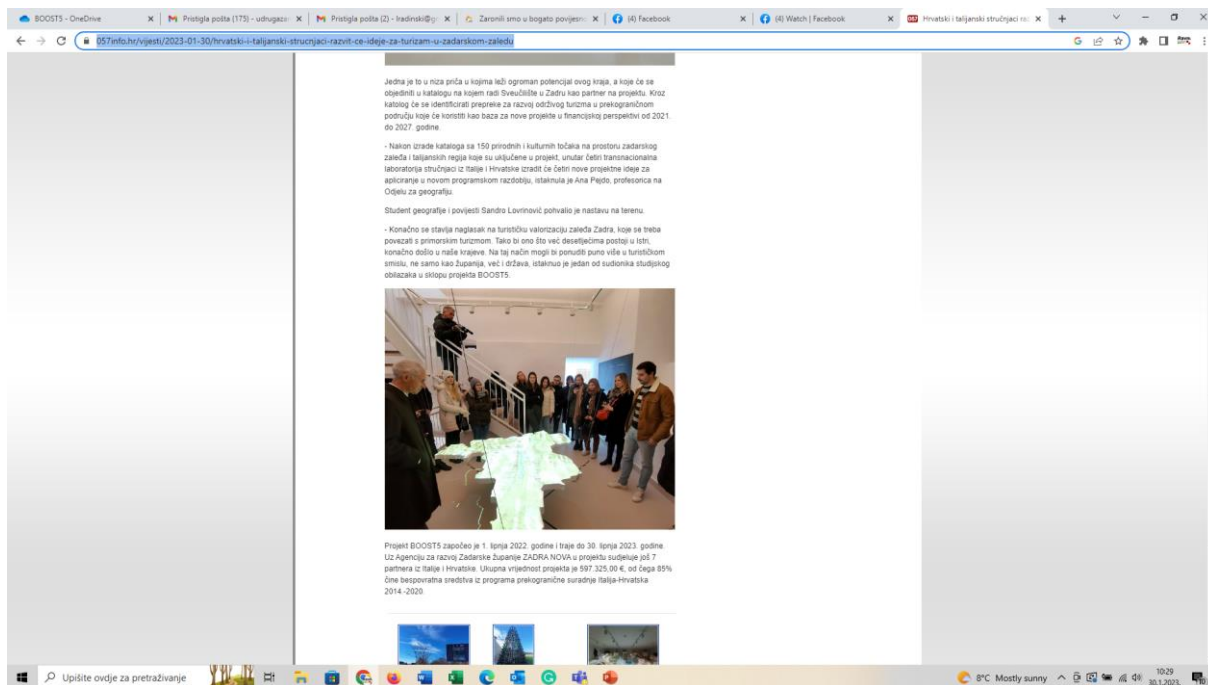 BOOST5 - OneDrive
Pristigla pošta (175) - udrugaza
Pristigla pošta (2) - lradinski@g
Zaronili smo u bogato povijesn
(4) Facebook
(4) Watch | Facebook
Hrvatski i talijanski stručnjaci raz
057info.hr/vijesti/2023-01-30/hrvatski-i-talijanski-strucnjaci-razvit-ce-ideje-za-turizam-u-zadarskom-zaledu
Jedna je to u niza priča u kojima leži ogroman potencijal ovog kraja, a koje će se
objediniti u katalogu na kojem radi Sveučilište u Zadru kao partner na projektu. Kroz
katalog će se identificirati prepreke za razvoj održivog turizma u prekograničnom
području koje će koristiti kao baza za nove projekte u financijskoj perspektivi od 2021.
do 2027. godine.
- Nakon izrade kataloga sa 150 prirodnih i kulturnih točaka na prostoru zadarskog
zaleđa i talijanskih regija koje su uključene u projekt, unutar četiri transnacionalna
laboratorija stručnjaci iz Italije i Hrvatske izradit će četiri nove projektne ideje za
apliciranje u novom programskom razdoblju, istaknula je Ana Pejdo, profesorica na
Odjelu za geografiju.
Student geografije i povijesti Sandro Lovrinović pohvalio je nastavu na terenu.
- Konačno se stavlja naglasak na turističku valorizaciju zaleđa Zadra, koje se treba
povezati s primorskim turizmom. Tako bi ono što već desetljećima postoji u Istri,
konačno došlo u naše krajeve. Na taj način mogli bi ponuditi puno više u turističkom
smislu, ne samo kao županija, već i država, istaknuo je jedan od sudionika studijskog
obilazaka u sklopu projekta BOOST5.
Projekt BOOST5 započeo je 1. lipnja 2022. godine i traje do 30. lipnja 2023. godine.
Uz Agenciju za razvoj Zadarske županije ZADRA NOVA u projektu sudjeluje još 7
partnera iz Italije i Hrvatske. Ukupna vrijednost projekta je 597.325,00 €, od čega 85%
čine bespovratna sredstva iz programa prekogranične suradnje Italija-Hrvatska
2014.-2020.
Upišite ovdje za pretraživanje
8°C Mostly sunny
10:29
30.1.2023.